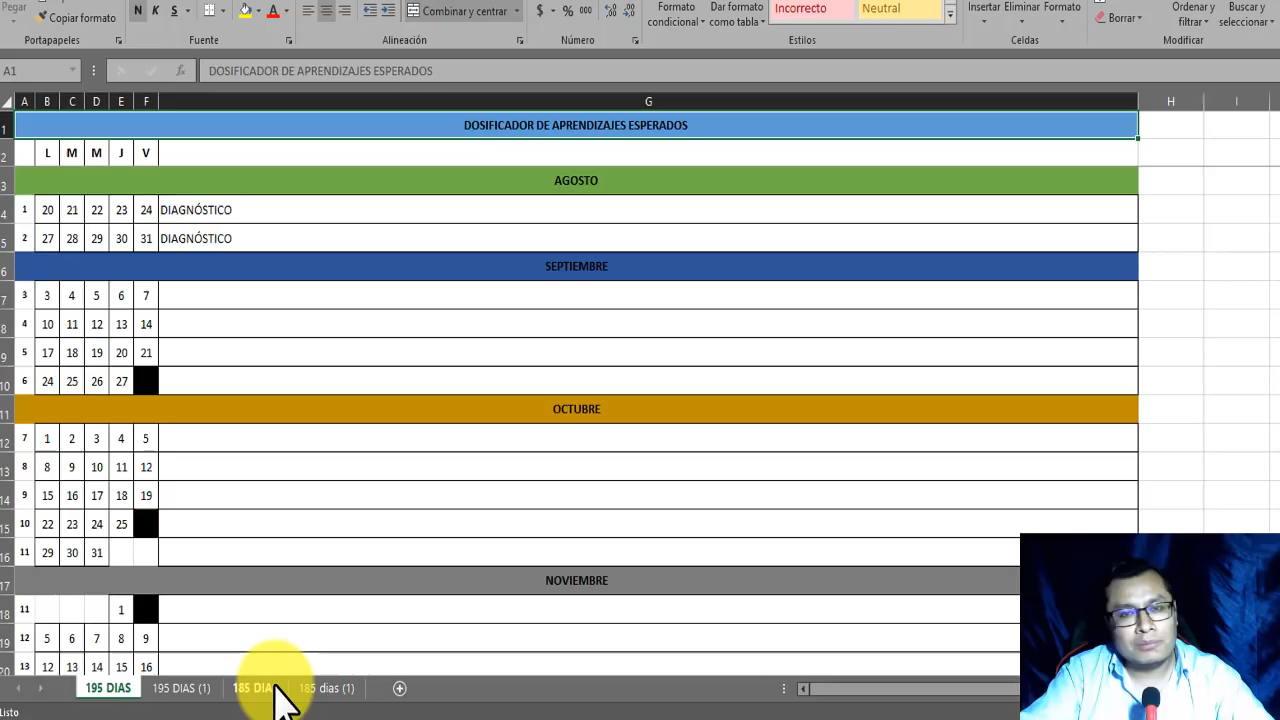 Pegar
Copiar formato
N K S
A
Combinar y centrar
$ % 000
Formato condicional
Dar formato como tabla
Incorrecto
Neutral
Insertar Eliminar Formato
Borrar
Ordenar y filtrar
Buscar y seleccionar
Portapapeles
Fuente
Alineación
Número
Estilos
Celdas
Modificar
A1
fx
DOSIFICADOR DE APRENDIZAJES ESPERADOS
A B C D E F G H I
1 DOSIFICADOR DE APRENDIZAJES ESPERADOS
2 L M M J V
3 AGOSTO
4 1 20 21 22 23 24 DIAGNÓSTICO
5 2 27 28 29 30 31 DIAGNÓSTICO
6 SEPTIEMBRE
7 3 3 4 5 6 7
8 4 10 11 12 13 14
9 5 17 18 19 20 21
10 6 24 25 26 27
11 OCTUBRE
12 7 1 2 3 4 5
13 8 8 9 10 11 12
14 9 15 16 17 18 19
15 10 22 23 24 25
16 11 29 30 31
17 NOVIEMBRE
18 11 1
19 12 5 6 7 8 9
20 13 12 13 14 15 16
195 DIAS
195 DIAS (1)
185 DIA
185 dias (1)
Listo